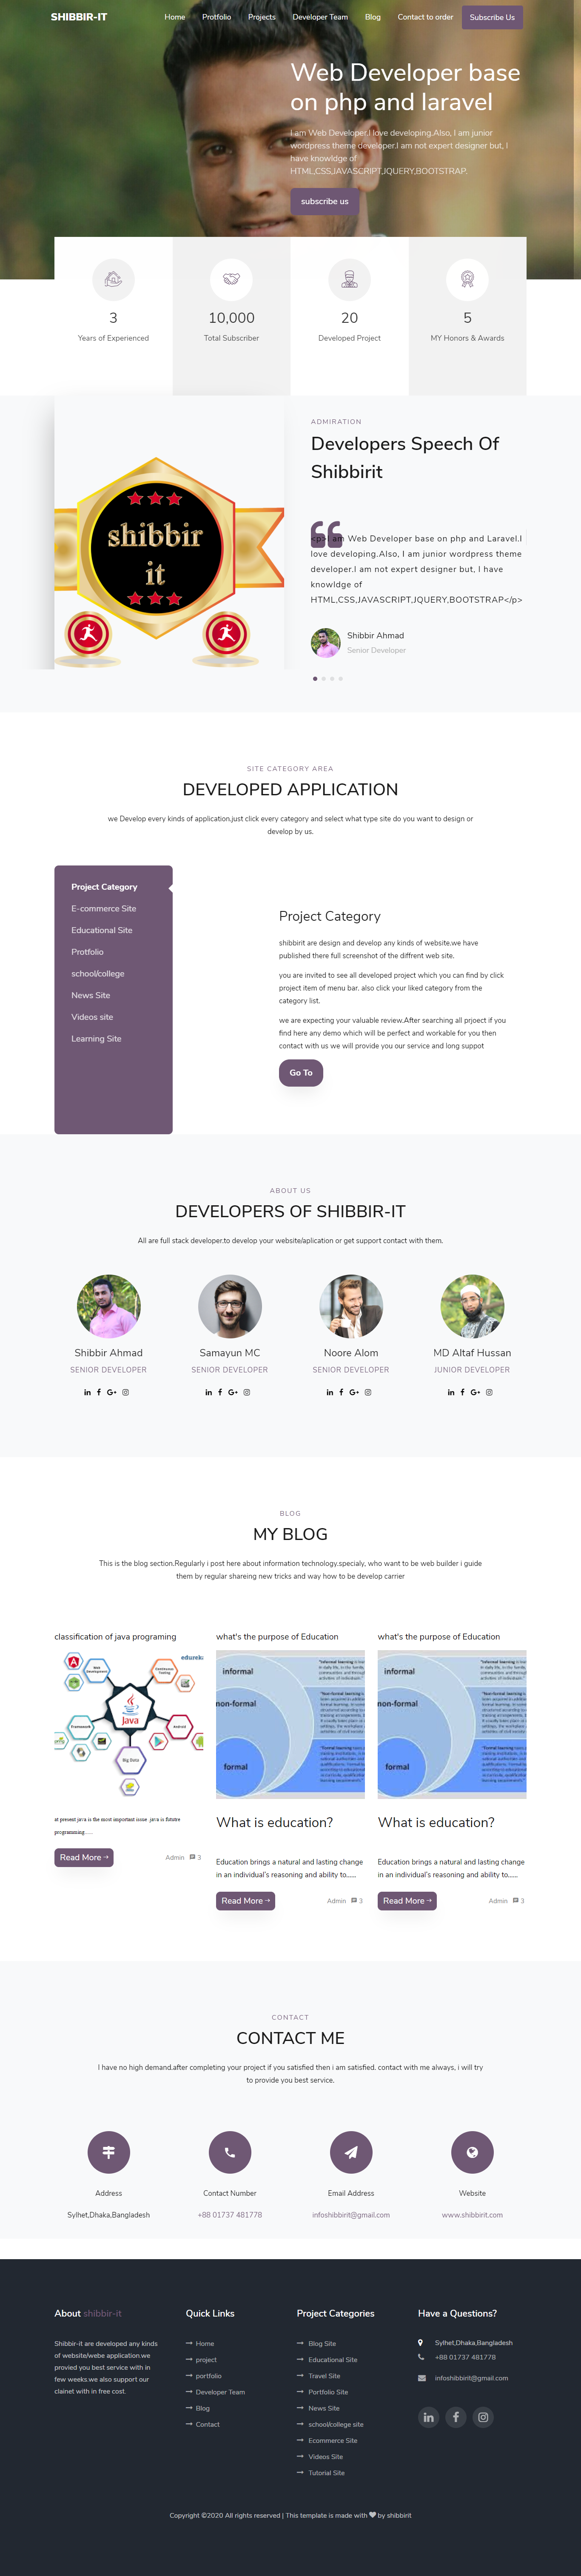 SHIBBIR-IT
Home
Protfolio
Projects
Developer Team
Blog
Contact to order
Subscribe Us
Web Developer base
on php and laravel
I am Web Developer.I love developing.Also, I am junior
wordpress theme developer.I am not expert designer but, I
have knowldge of
HTML,CSS,JAVASCRIPT,JQUERY,BOOTSTRAP.
subscribe us
3
Years of Experienced
10,000
Total Subscriber
20
Developed Project
5
MY Honors & Awards
shibbir
it
ADMIRATION
Developers Speech Of
Shibbirit
<p>I am Web Developer base on php and Laravel.I
love developing.Also, I am junior wordpress theme
developer.I am not expert designer but, I have
knowldge of
HTML,CSS,JAVASCRIPT,JQUERY,BOOTSTRAP</p>
Shibbir Ahmad
Senior Developer
SITE CATEGORY AREA
DEVELOPED APPLICATION
we Develop every kinds of application.just click every category and select what type site do you want to design or
develop by us.
Project Category
E-commerce Site
Educational Site
Protfolio
school/college
News Site
Videos site
Learning Site
Project Category
shibbirit are design and develop any kinds of website.we have
published there full screenshot of the diffrent web site.
you are invited to see all developed project which you can find by click
project item of menu bar. also click your liked category from the
category list.
we are expecting your valuable review.After searching all prjoect if you
find here any demo which will be perfect and workable for you then
contact with us we will provide you our service and long suppot
Go To
ABOUT US
DEVELOPERS OF SHIBBIR-IT
All are full stack developer.to develop your website/aplication or get support contact with them.
Shibbir Ahmad
SENIOR DEVELOPER
Samayun MC
SENIOR DEVELOPER
Noore Alom
SENIOR DEVELOPER
MD Altaf Hussan
JUNIOR DEVELOPER
BLOG
MY BLOG
This is the blog section.Regularly i post here about information technology.specialy, who want to be web builder i guide
them by regular shareing new tricks and way how to be develop carrier
classification of java programing
edureka
Java
Big Data
Android
Framework
at present java is the most important issue. java is fututre
programming.....
Read More
Admin 3
what's the purpose of Education
informal
non-formal
formal
What is education?
Education brings a natural and lasting change
in an individual's reasoning and ability to.....
Read More
Admin 3
what's the purpose of Education
informal
non-formal
formal
What is education?
Education brings a natural and lasting change
in an individual's reasoning and ability to.....
Read More
Admin 3
CONTACT
CONTACT ME
I have no high demand.after completing your project if you satisfied then i am satisfied. contact with me always, i will try
to provide you best service.
Address
Sylhet,Dhaka,Bangladesh
Contact Number
+88 01737 481778
Email Address
infoshibbirit@gmail.com
Website
www.shibbirit.com
About shibbir-it
Shibbir-it are developed any kinds
of website/webe application.we
provied you best service with in
few weeks.we also support our
clainet with in free cost.
Quick Links
Home
project
portfolio
Developer Team
Blog
Contact
Project Categories
Blog Site
Educational Site
Travel Site
Portfolio Site
News Site
school/college site
Ecommerce Site
Videos Site
Tutorial Site
Have a Questions?
Sylhet,Dhaka,Bangladesh
+88 01737 481778
infoshibbirit@gmail.com
Copyright ©2020 All rights reserved | This template is made with ♥ by shibbirit